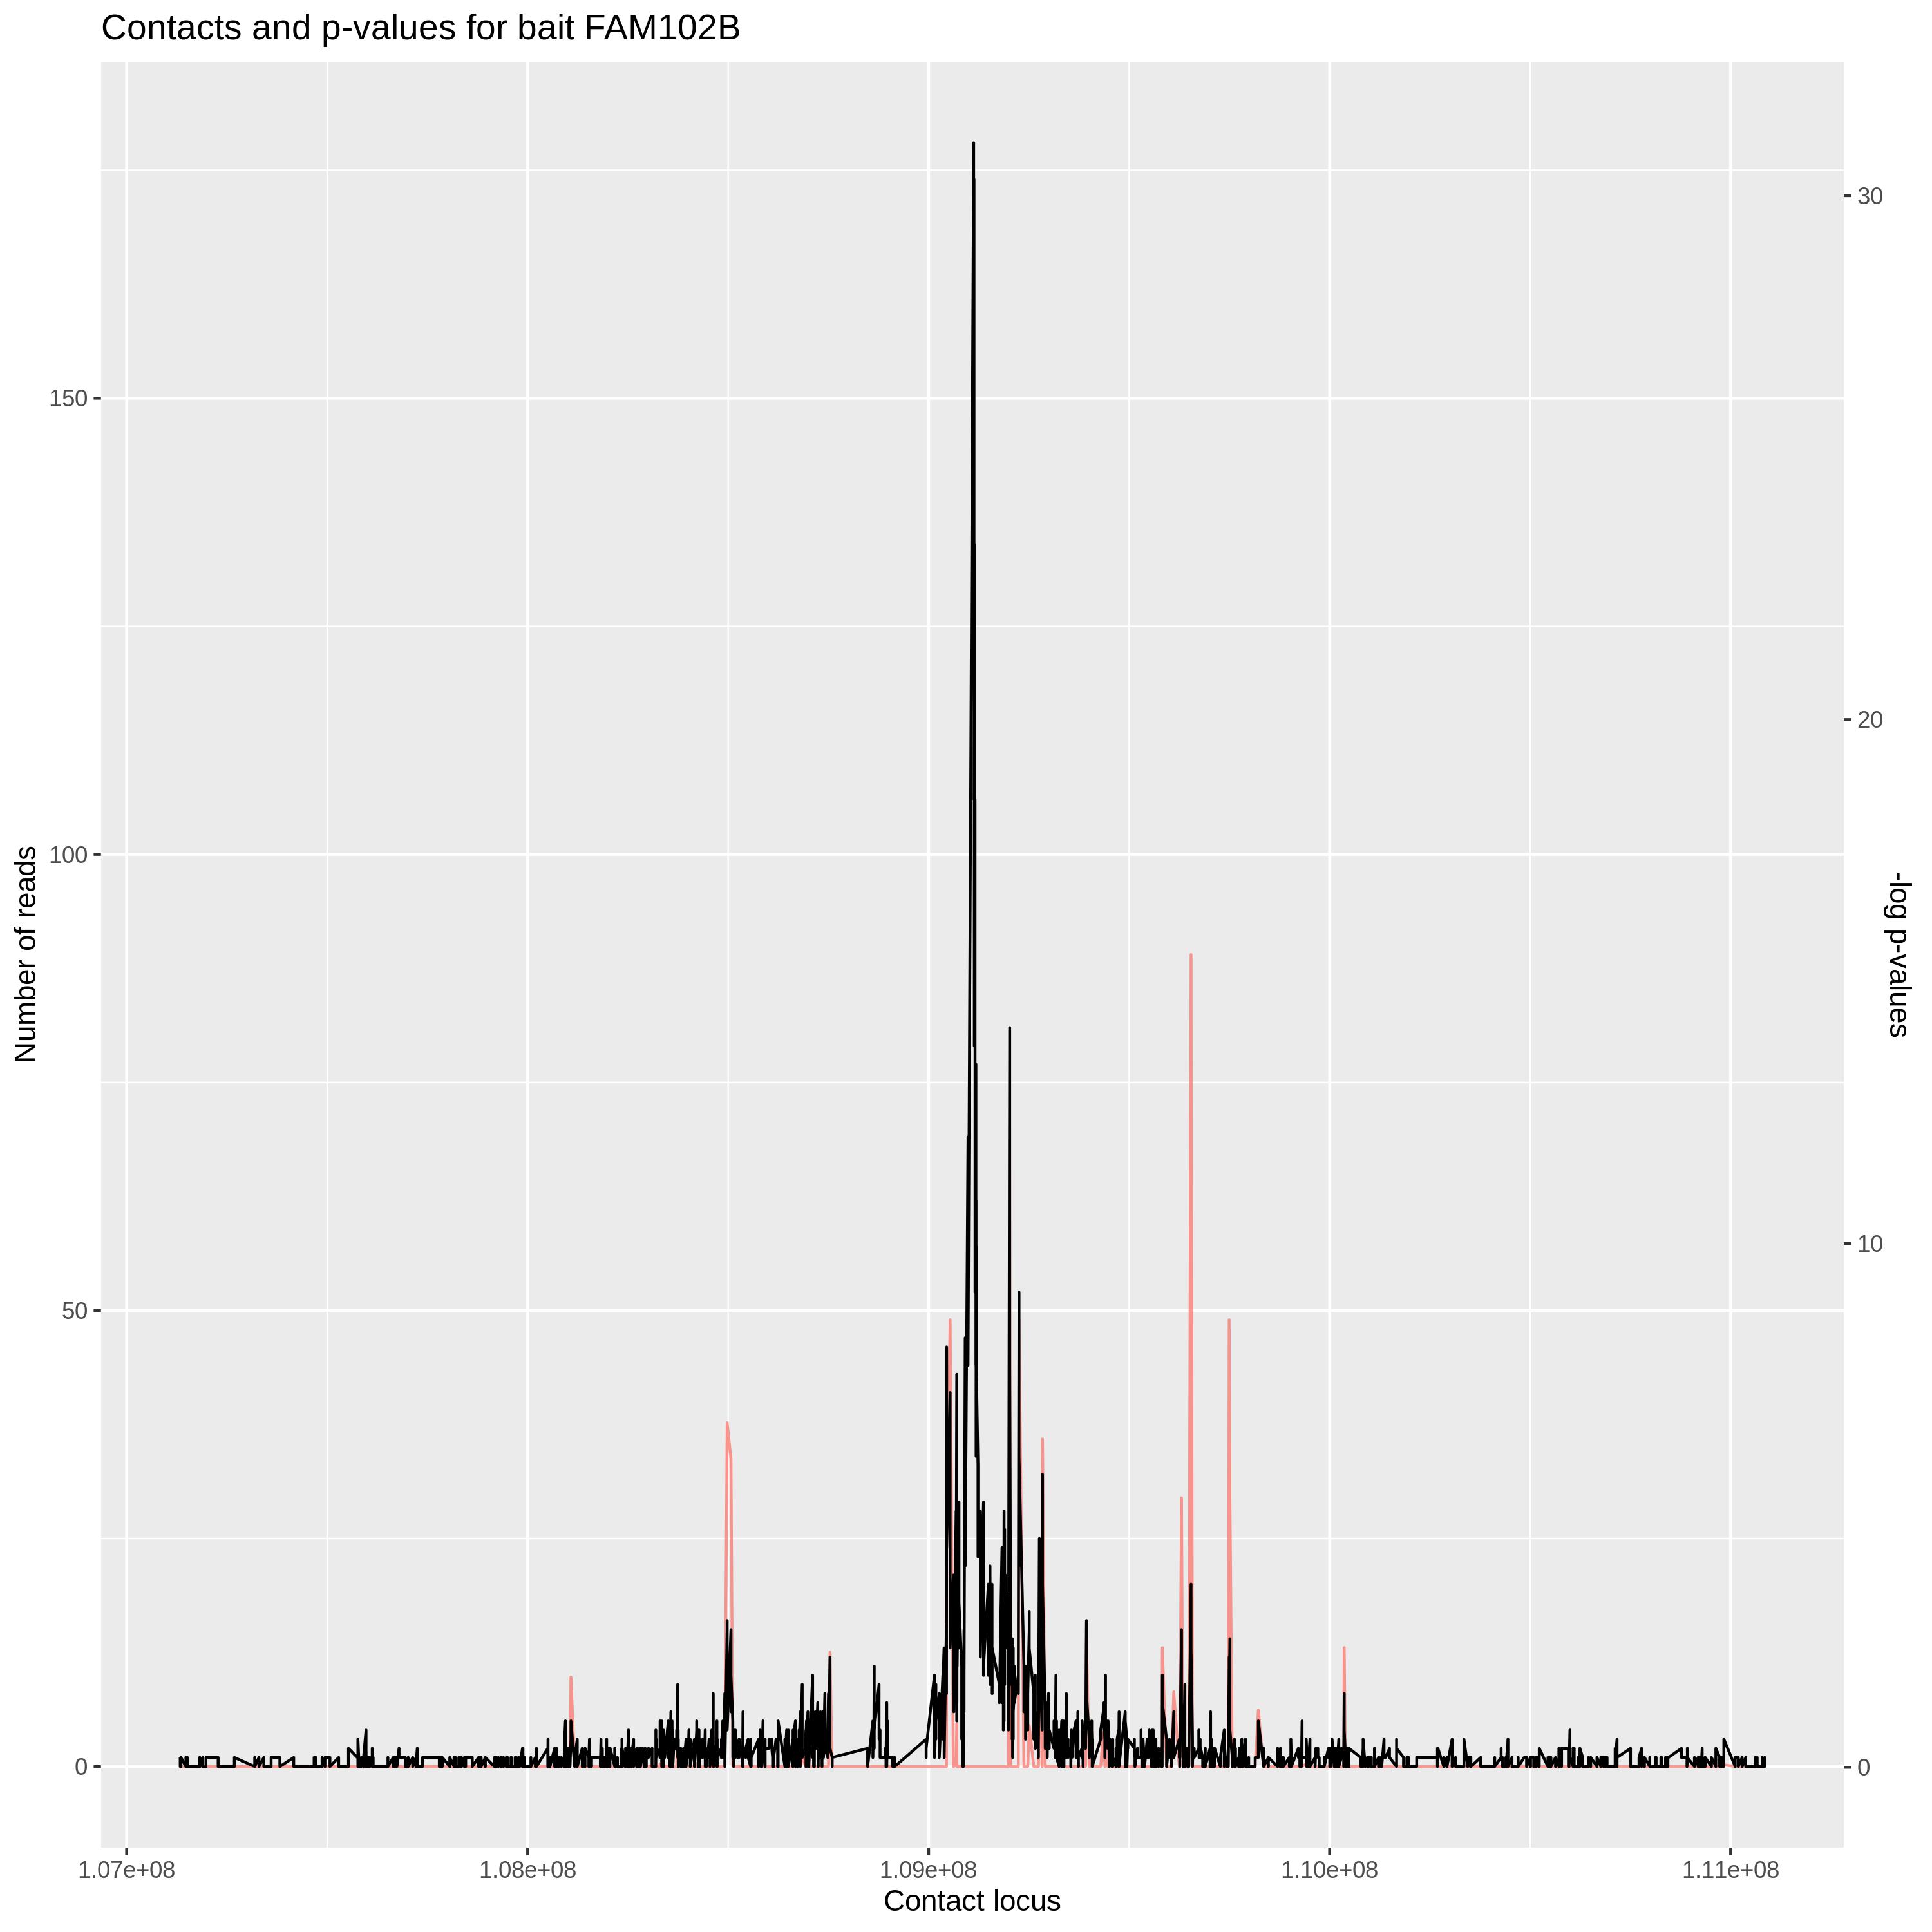 Contacts and p-values for bait FAM102B
Number of reads
150
100
50
0
30
20
10
0
-log p-values
1.07e+08
1.08e+08
1.09e+08
1.10e+08
1.11e+08
Contact locus